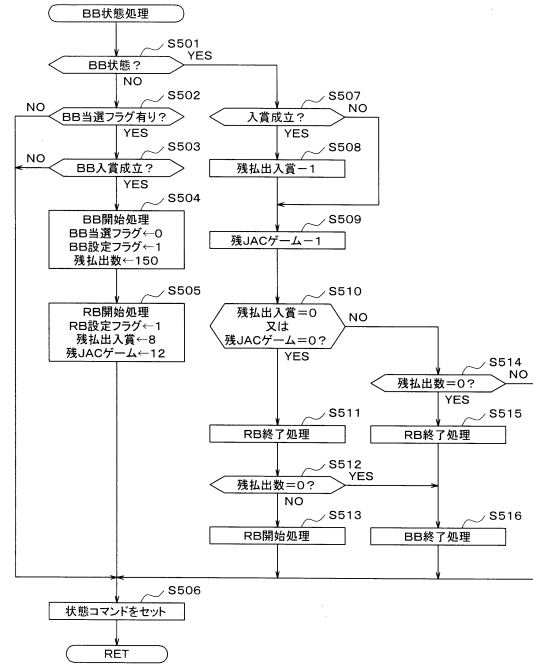 BB状態処理
S501
BB状態?
YES
NO
S502
BB当選フラグ有り?
NO
YES
S503
BB入賞成立?
NO
YES
S504
BB開始処理
BB当選フラグ←0
BB設定フラグ←1
残払出数←150
S505
RB開始処理
RB設定フラグ←1
残払出入賞←8
残JACゲーム←12
S507
入賞成立?
NO
YES
S508
残払出入賞−1
S509
残JACゲーム−1
S510
残払出入賞=0
又は
残JACゲーム=0?
NO
YES
S511
RB終了処理
S512
残払出数=0?
YES
NO
S513
RB開始処理
S514
残払出数=0?
NO
YES
S515
RB終了処理
S516
BB終了処理
S506
状態コマンドをセット
RET